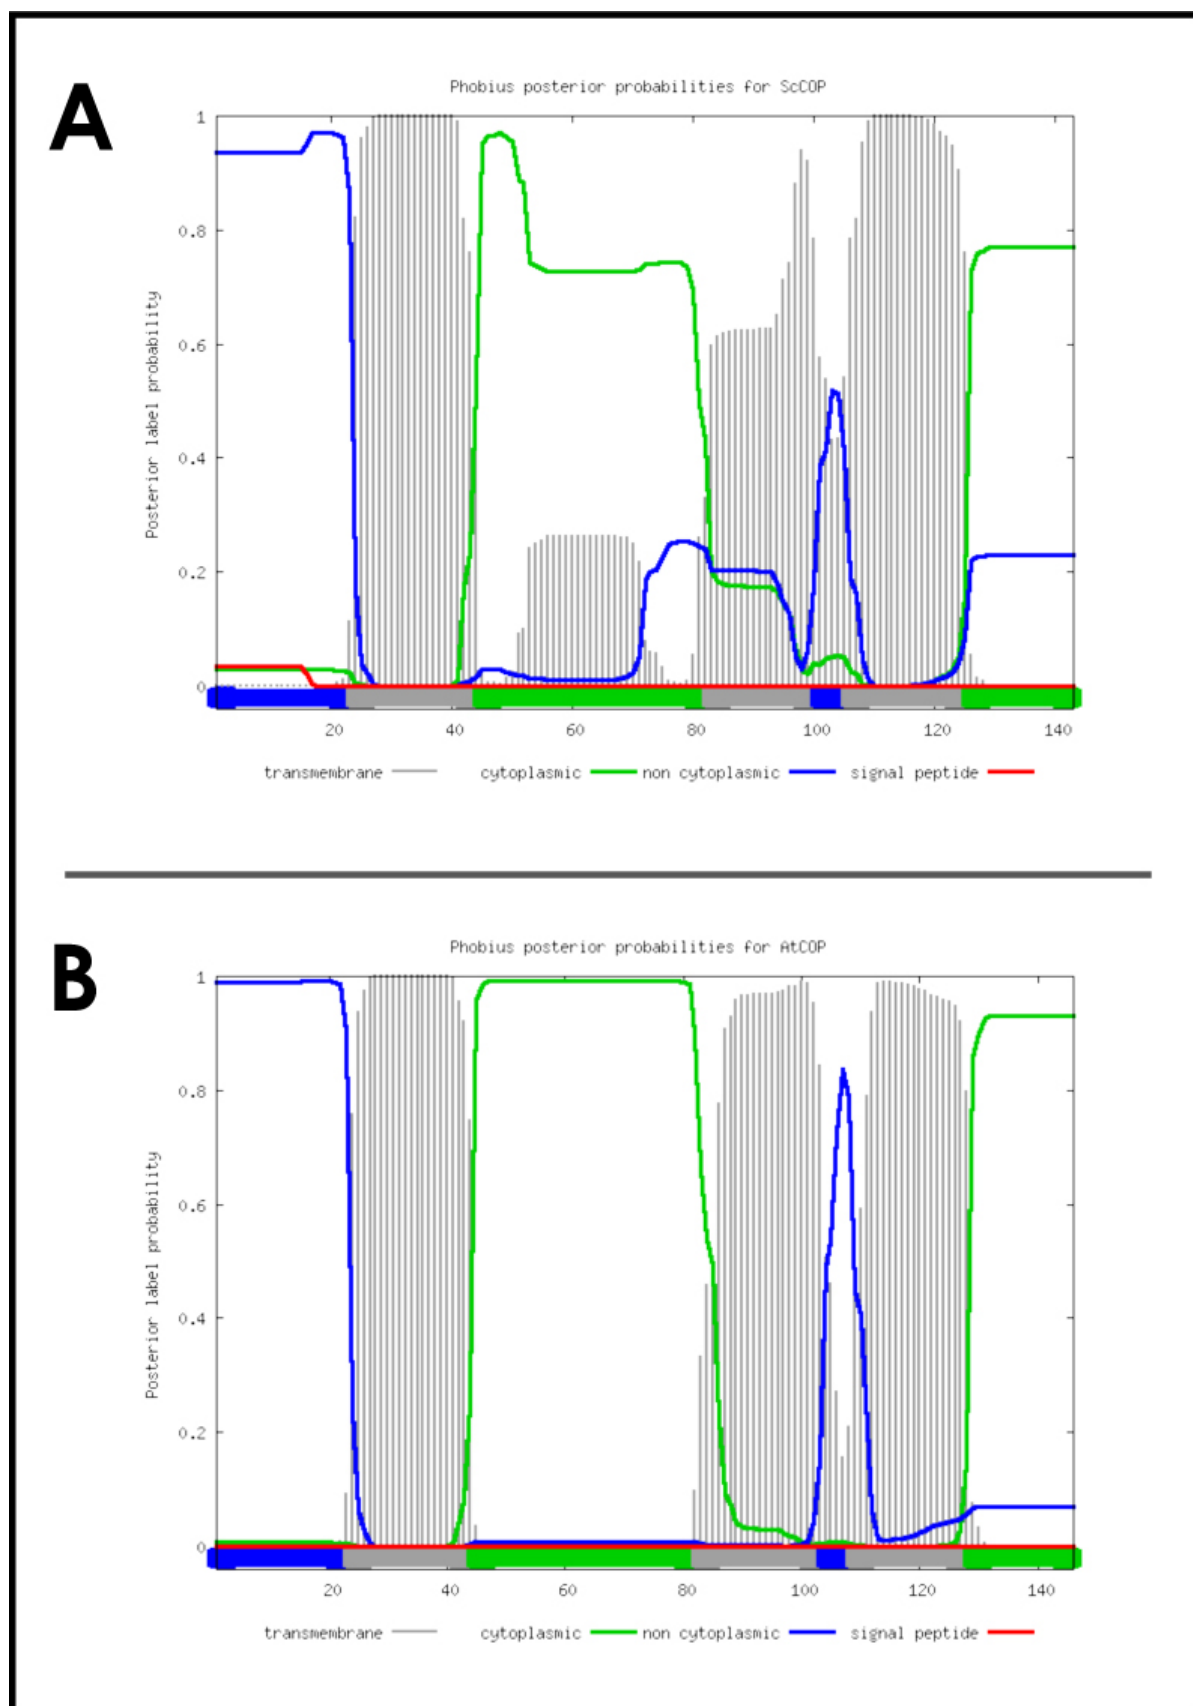 A
Phobius posterior probabilities for ScCOP
Posterior label probability
1
0.8
0.6
0.4
0.2
0
20 40 60 80 100 120 140
transmembrane cytoplasmic non cytoplasmic signal peptide
B
Phobius posterior probabilities for AtCOP
Posterior label probability
1
0.8
0.6
0.4
0.2
0
20 40 60 80 100 120 140
transmembrane cytoplasmic non cytoplasmic signal peptide